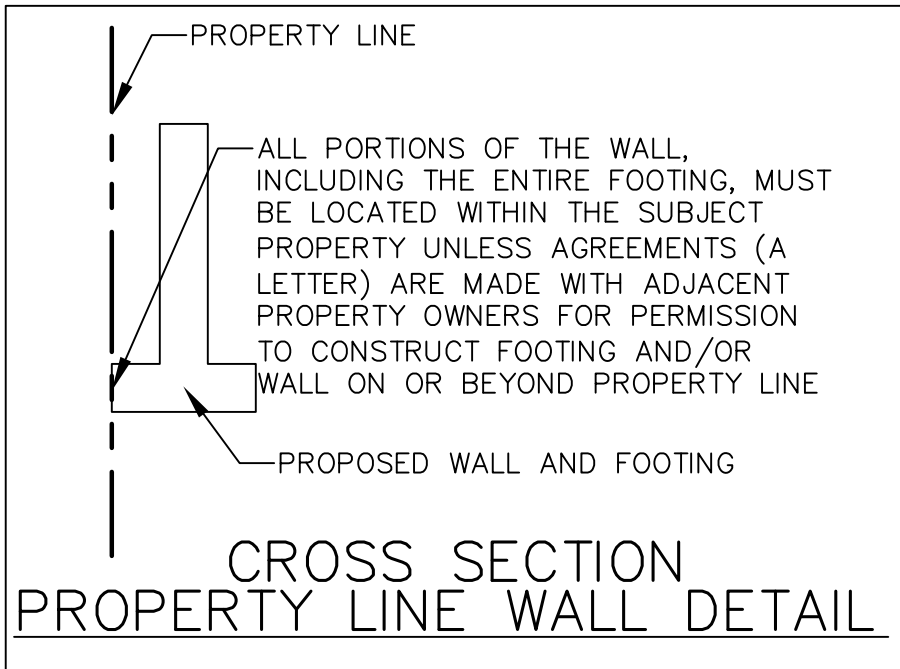 PROPERTY LINE
ALL PORTIONS OF THE WALL,
INCLUDING THE ENTIRE FOOTING, MUST
BE LOCATED WITHIN THE SUBJECT
PROPERTY UNLESS AGREEMENTS (A
LETTER) ARE MADE WITH ADJACENT
PROPERTY OWNERS FOR PERMISSION
TO CONSTRUCT FOOTING AND/OR
WALL ON OR BEYOND PROPERTY LINE
PROPOSED WALL AND FOOTING
CROSS SECTION
PROPERTY LINE WALL DETAIL